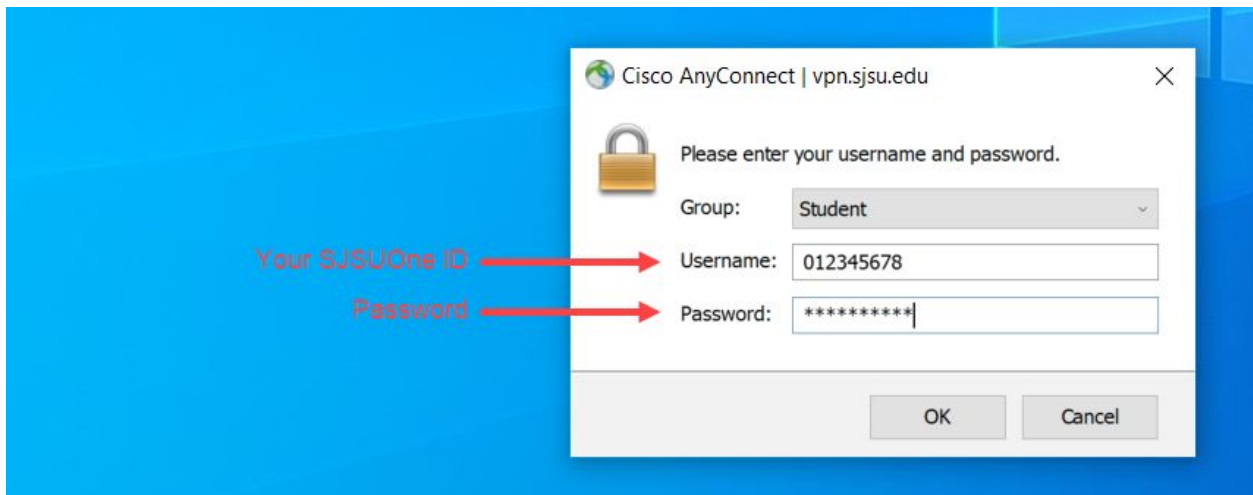 Cisco AnyConnect | vpn.sjsu.edu
Please enter your username and password.
Group: Student
Your SJSUOne ID Username: 012345678
Password Password: **********
OK Cancel